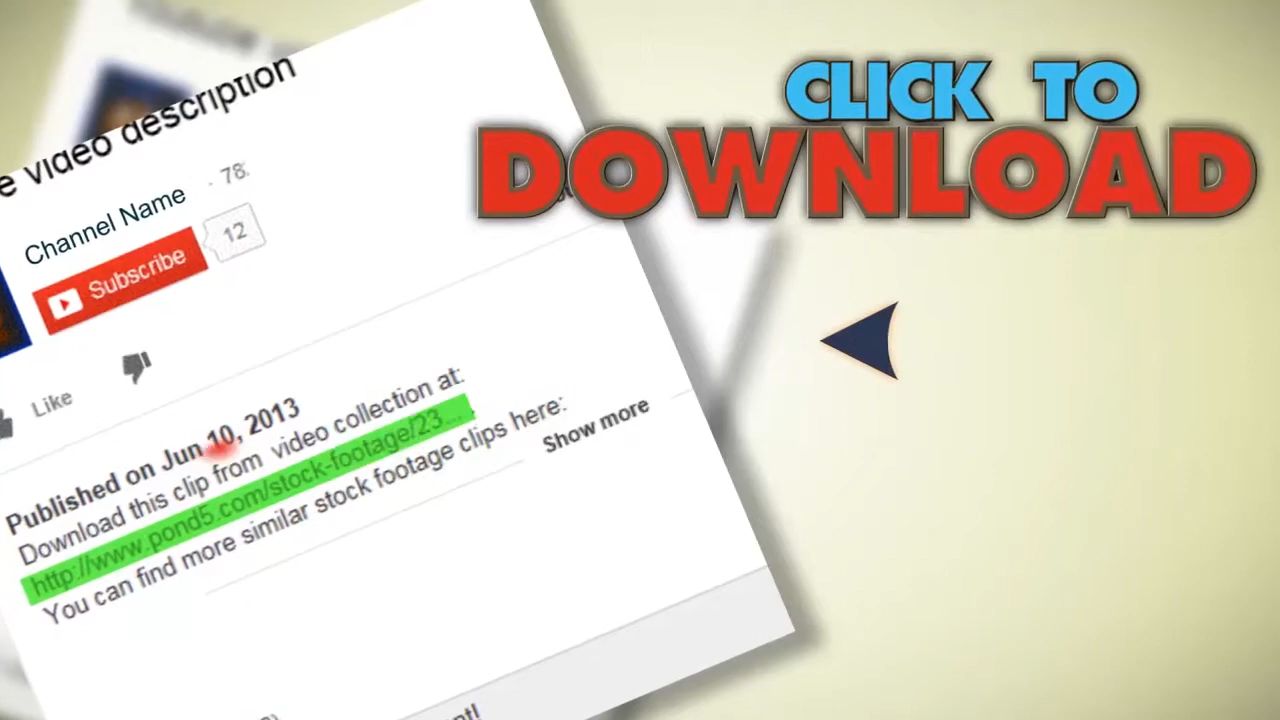 CLICK TO
DOWNLOAD
video description
Channel Name
78
Subscribe
12
Like
Published on Jun 10, 2013
Download this clip from video collection at:
http://www.pond5.com/stock-footage/23...
You can find more similar stock footage clips here:
Show more